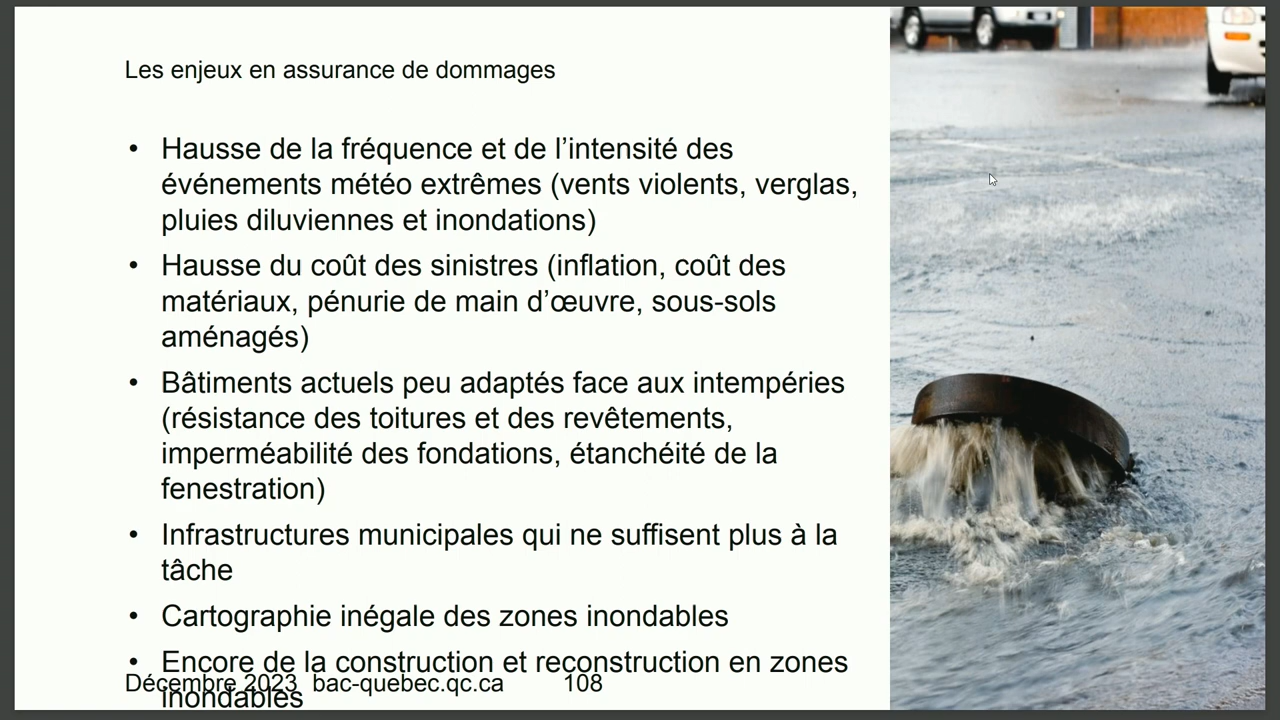 Les enjeux en assurance de dommages
• Hausse de la fréquence et de l’intensité des
événements météo extrêmes (vents violents, verglas,
pluies diluviennes et inondations)
• Hausse du coût des sinistres (inflation, coût des
matériaux, pénurie de main d’œuvre, sous-sols
aménagés)
• Bâtiments actuels peu adaptés face aux intempéries
(résistance des toitures et des revêtements,
imperméabilité des fondations, étanchéité de la
fenestration)
• Infrastructures municipales qui ne suffisent plus à la
tâche
• Cartographie inégale des zones inondables
• Encore de la construction et reconstruction en zones
inondables
Décembre 2023 bac-quebec.qc.ca 108